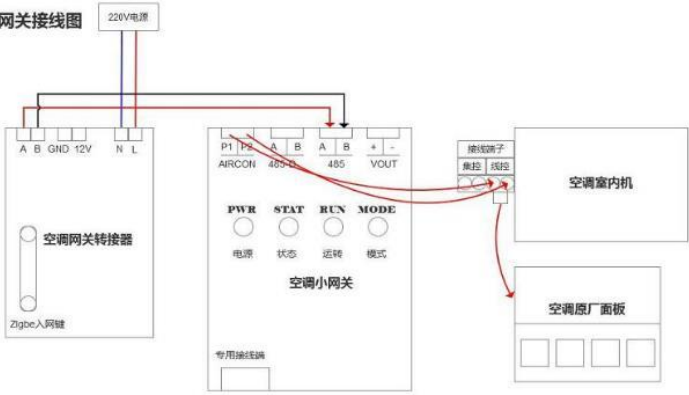 网关接线图
220V电源
A B GND 12V N L
空调网关转接器
Zigbe入网键
P1 P2 A B A B + -
AIRCON 485-D 485 VOUT
PWR STAT RUN MODE
电源 状态 运转 模式
空调小网关
专用接线端
接线端子
集控 线控
空调室内机
空调原厂面板